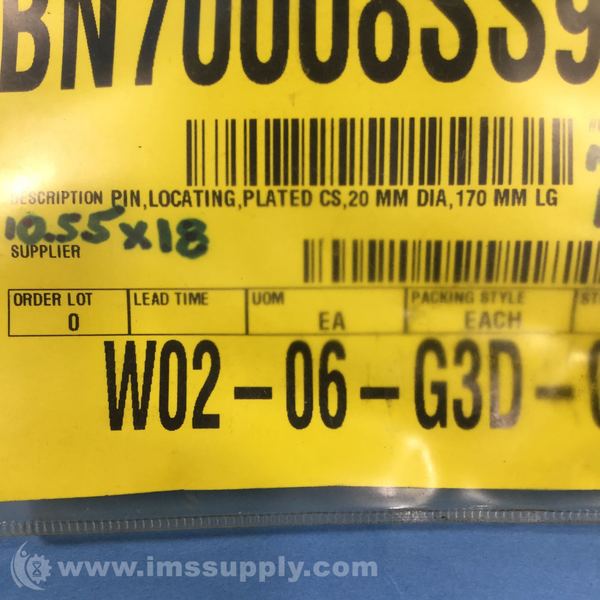 BN70008SS9
DESCRIPTION PIN,LOCATING,PLATED CS,20 MM DIA,170 MM LG
10.55x18
SUPPLIER
ORDER LOT LEAD TIME UOM PACKING STYLE
0 EA EACH
W02-06-G3D-
www.imssupply.com